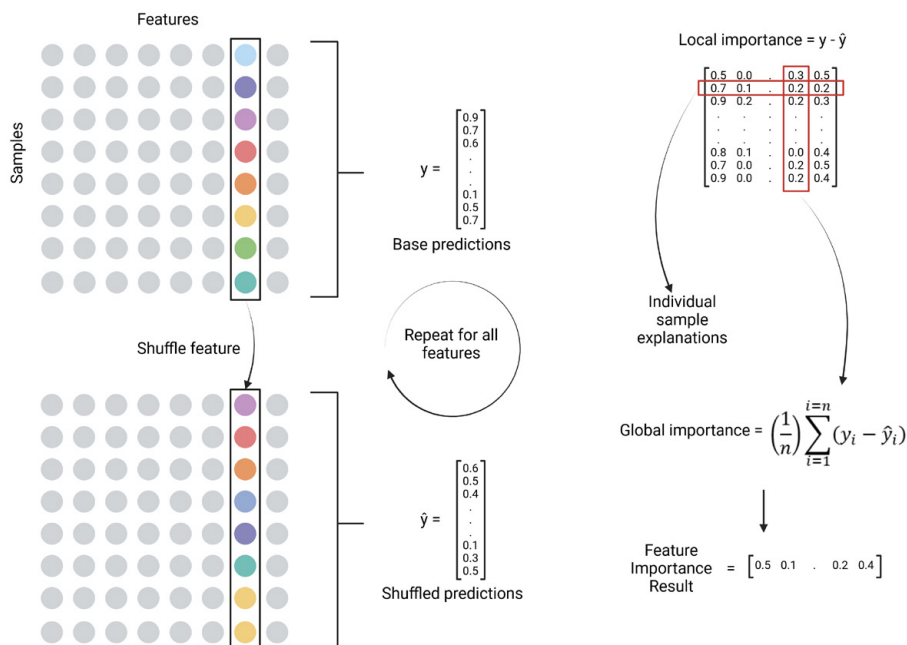 Features
Samples
Shuffle feature
y =
0.9
0.7
0.6
.
.
.
0.1
0.5
0.7
Base predictions
Repeat for all
features
ŷ =
0.6
0.5
0.4
.
.
.
0.1
0.3
0.5
Shuffled predictions
Local importance = y - ŷ
0.5 0.0 . 0.3 0.5
0.7 0.1 . 0.2 0.2
0.9 0.2 . 0.2 0.3
. . . . .
. . . . .
. . . . .
0.8 0.1 . 0.0 0.4
0.7 0.0 . 0.2 0.5
0.9 0.0 . 0.2 0.4
Individual
sample
explanations
Global importance = (1/n) ∑ i=1 i=n (yᵢ − ŷᵢ)
Feature
Importance
Result
= [0.5 0.1 . 0.2 0.4]